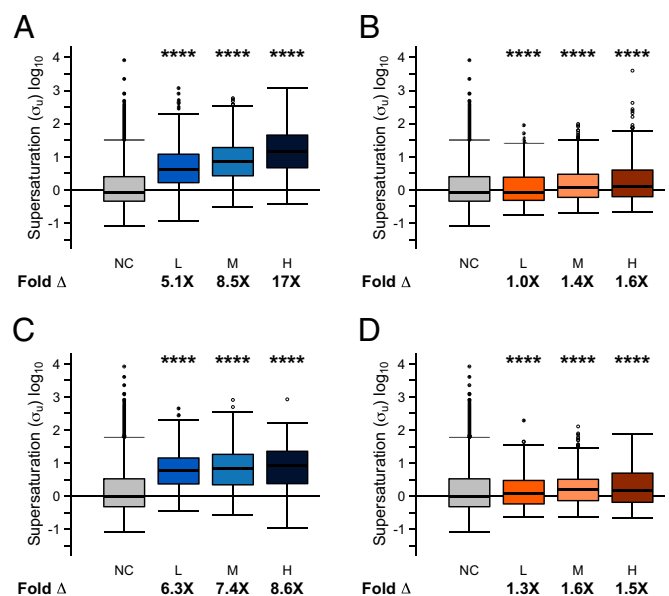 A
Supersaturation (σu) log10
4
3
2
1
0
-1
**** **** ****
NC L M H
Fold Δ 5.1X 8.5X 17X
B
Supersaturation (σu) log10
4
3
2
1
0
-1
**** **** ****
NC L M H
Fold Δ 1.0X 1.4X 1.6X
C
Supersaturation (σu) log10
4
3
2
1
0
-1
**** **** ****
NC L M H
Fold Δ 6.3X 7.4X 8.6X
D
Supersaturation (σu) log10
4
3
2
1
0
-1
**** **** ****
NC L M H
Fold Δ 1.3X 1.6X 1.5X